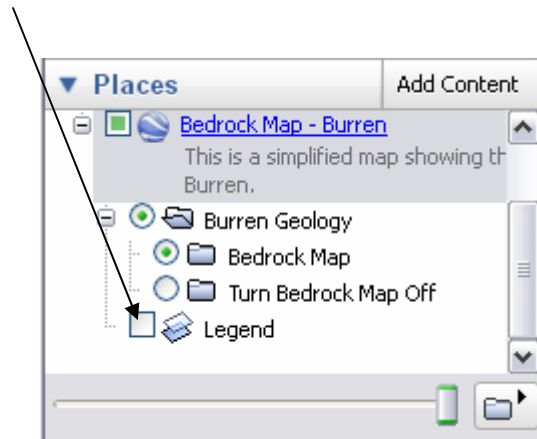 Places
Add Content
Bedrock Map - Burren
This is a simplified map showing th
Burren.
Burren Geology
Bedrock Map
Turn Bedrock Map Off
Legend